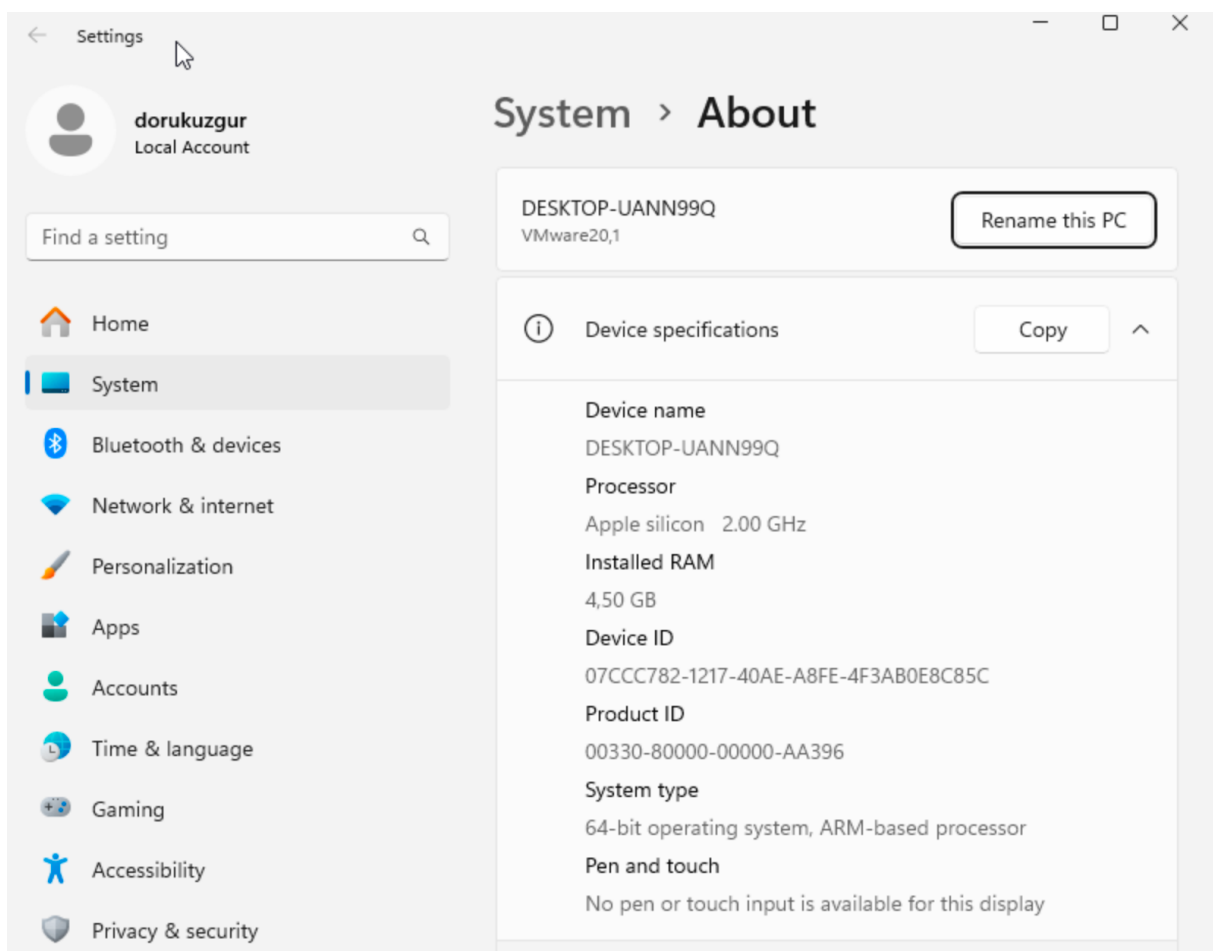 Settings
dorukuzgur
Local Account
Find a setting
Home
System
Bluetooth & devices
Network & internet
Personalization
Apps
Accounts
Time & language
Gaming
Accessibility
Privacy & security
System > About
DESKTOP-UANN99Q
VMware20,1
Rename this PC
Device specifications
Copy
Device name
DESKTOP-UANN99Q
Processor
Apple silicon 2.00 GHz
Installed RAM
4,50 GB
Device ID
07CCC782-1217-40AE-A8FE-4F3AB0E8C85C
Product ID
00330-80000-00000-AA396
System type
64-bit operating system, ARM-based processor
Pen and touch
No pen or touch input is available for this display